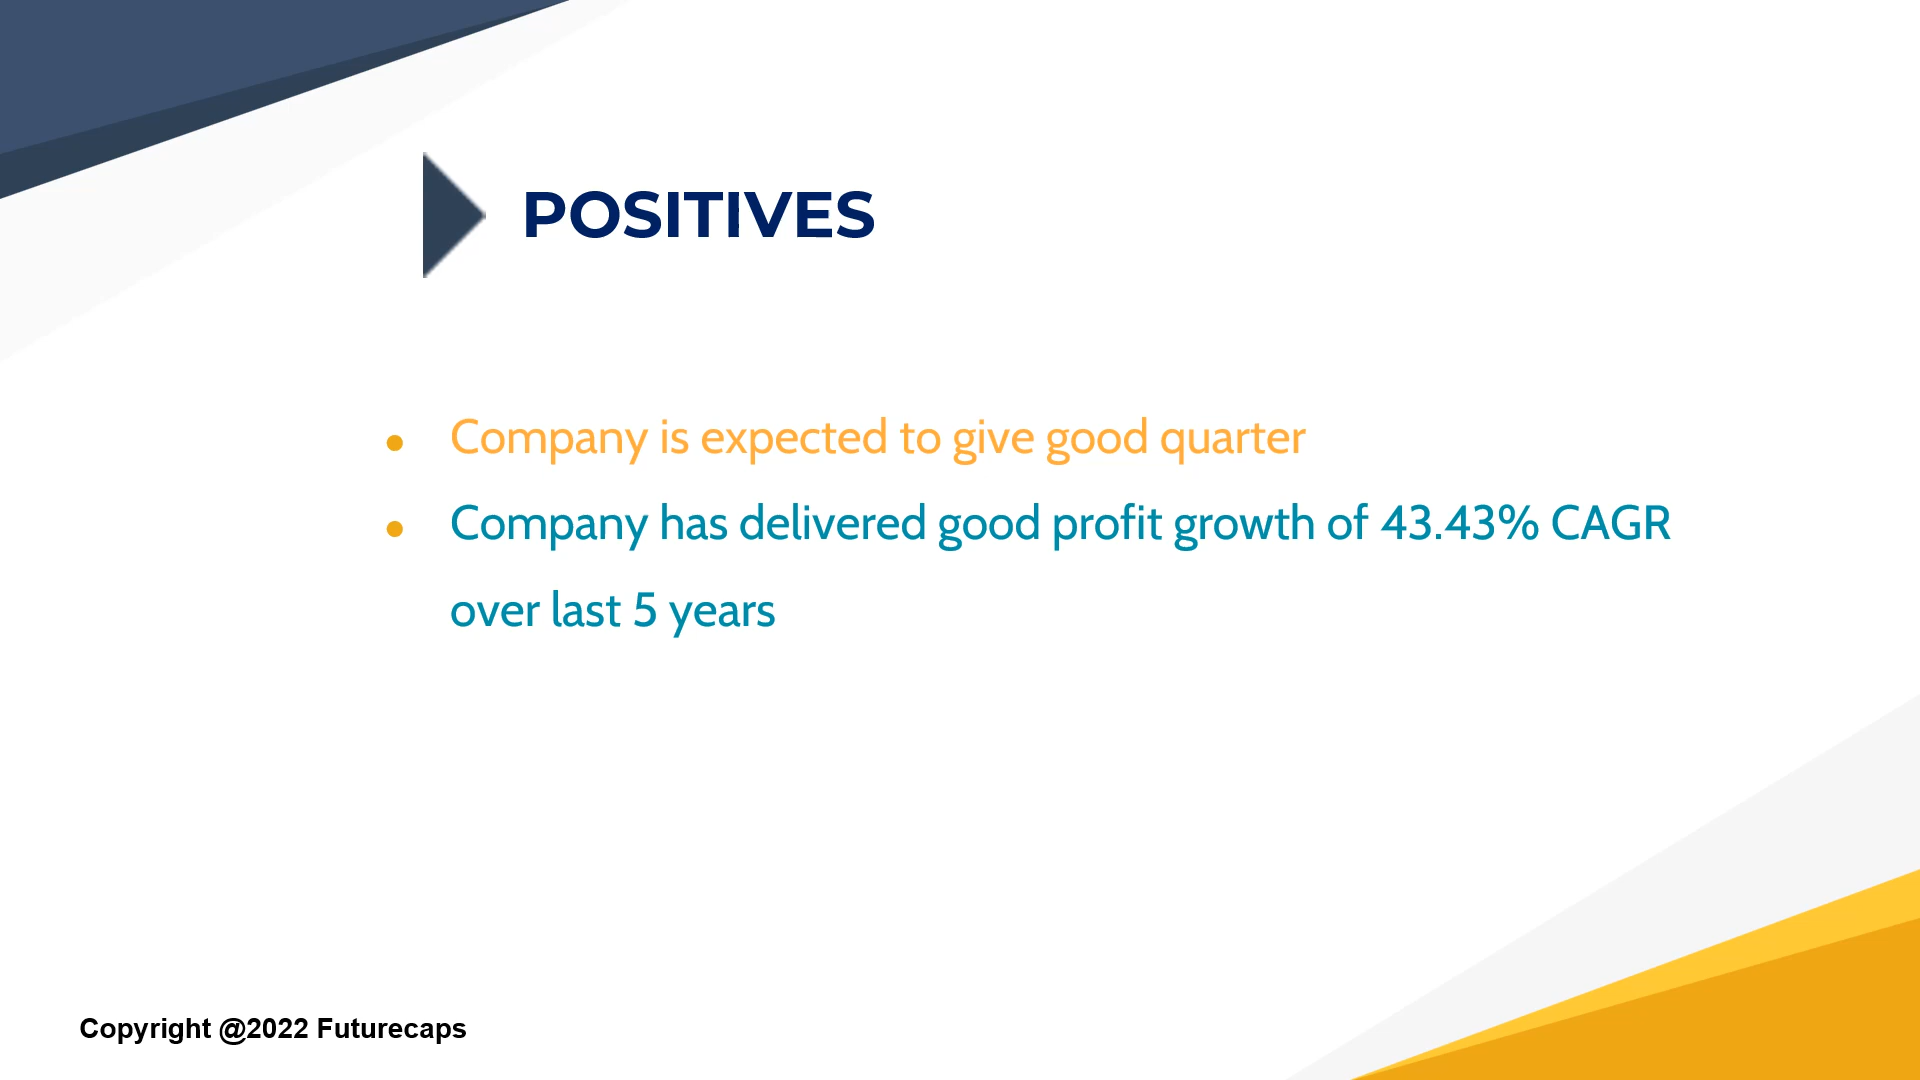 POSITIVES
● Company is expected to give good quarter
● Company has delivered good profit growth of 43.43% CAGR
over last 5 years
Copyright @2022 Futurecaps